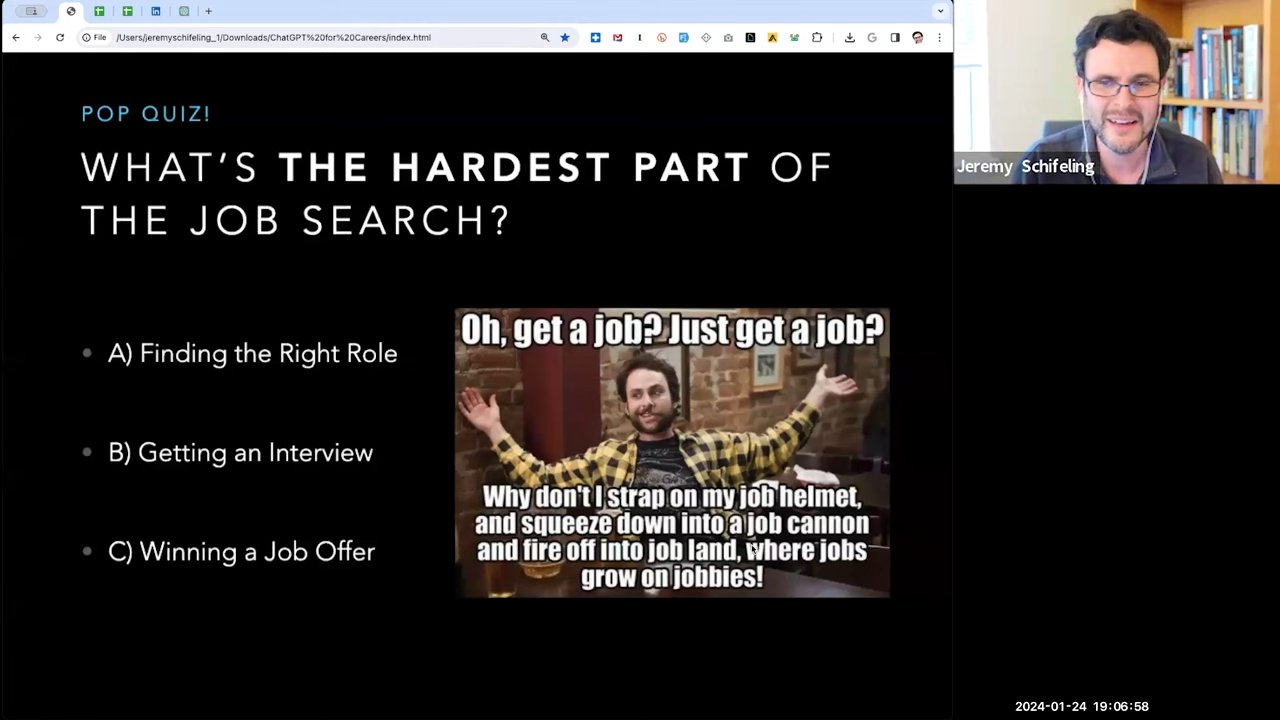 File
/Users/jeremyschifeling_1/Downloads/ChatGPT%20for%20Careers/index.html
POP QUIZ!
WHAT'S THE HARDEST PART OF
THE JOB SEARCH?
A) Finding the Right Role
B) Getting an Interview
C) Winning a Job Offer
Oh, get a job? Just get a job?
Why don't I strap on my job helmet,
and squeeze down into a job cannon
and fire off into job land, where jobs
grow on jobbies!
Jeremy Schifeling
2024-01-24 19:06:58